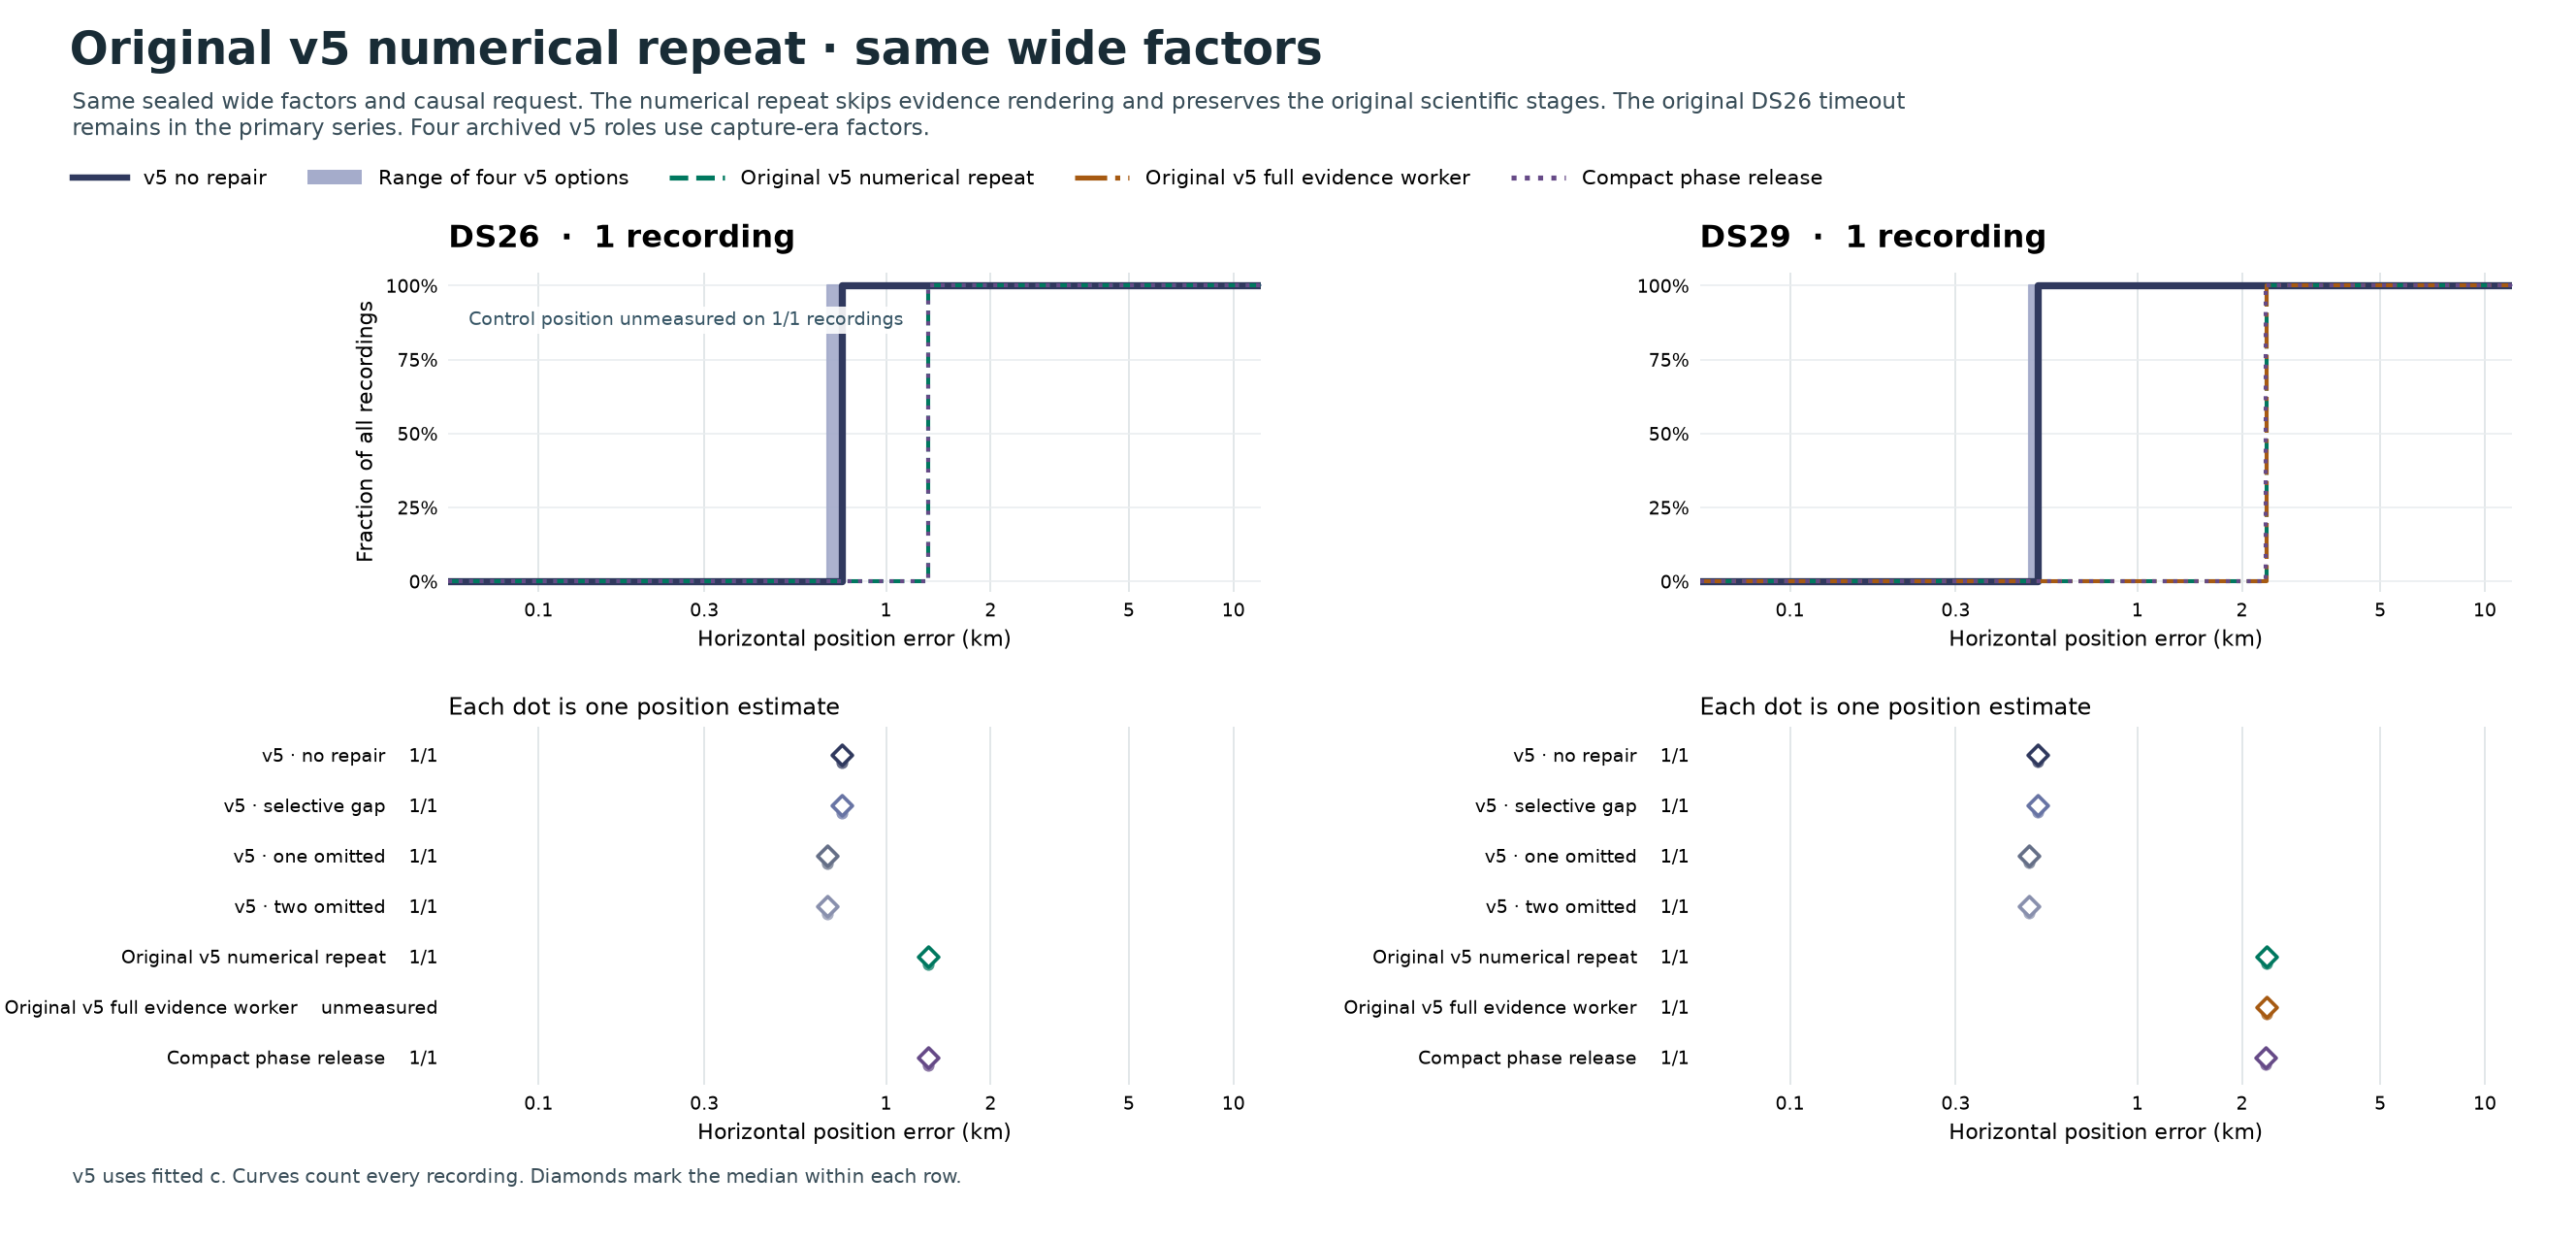 Original v5 numerical repeat · same wide factors
Same sealed wide factors and causal request. The numerical repeat skips evidence rendering and preserves the original scientific stages. The original DS26 timeout
remains in the primary series. Four archived v5 roles use capture-era factors.
v5 no repair
Range of four v5 options
Original v5 numerical repeat
Original v5 full evidence worker
Compact phase release
DS26 · 1 recording
Fraction of all recordings
100%
75%
50%
25%
0%
Control position unmeasured on 1/1 recordings
0.1 0.3 1 2 5 10
Horizontal position error (km)
DS29 · 1 recording
100%
75%
50%
25%
0%
0.1 0.3 1 2 5 10
Horizontal position error (km)
Each dot is one position estimate
v5 · no repair 1/1
v5 · selective gap 1/1
v5 · one omitted 1/1
v5 · two omitted 1/1
Original v5 numerical repeat 1/1
Original v5 full evidence worker unmeasured
Compact phase release 1/1
0.1 0.3 1 2 5 10
Horizontal position error (km)
Each dot is one position estimate
v5 · no repair 1/1
v5 · selective gap 1/1
v5 · one omitted 1/1
v5 · two omitted 1/1
Original v5 numerical repeat 1/1
Original v5 full evidence worker 1/1
Compact phase release 1/1
0.1 0.3 1 2 5 10
Horizontal position error (km)
v5 uses fitted c. Curves count every recording. Diamonds mark the median within each row.